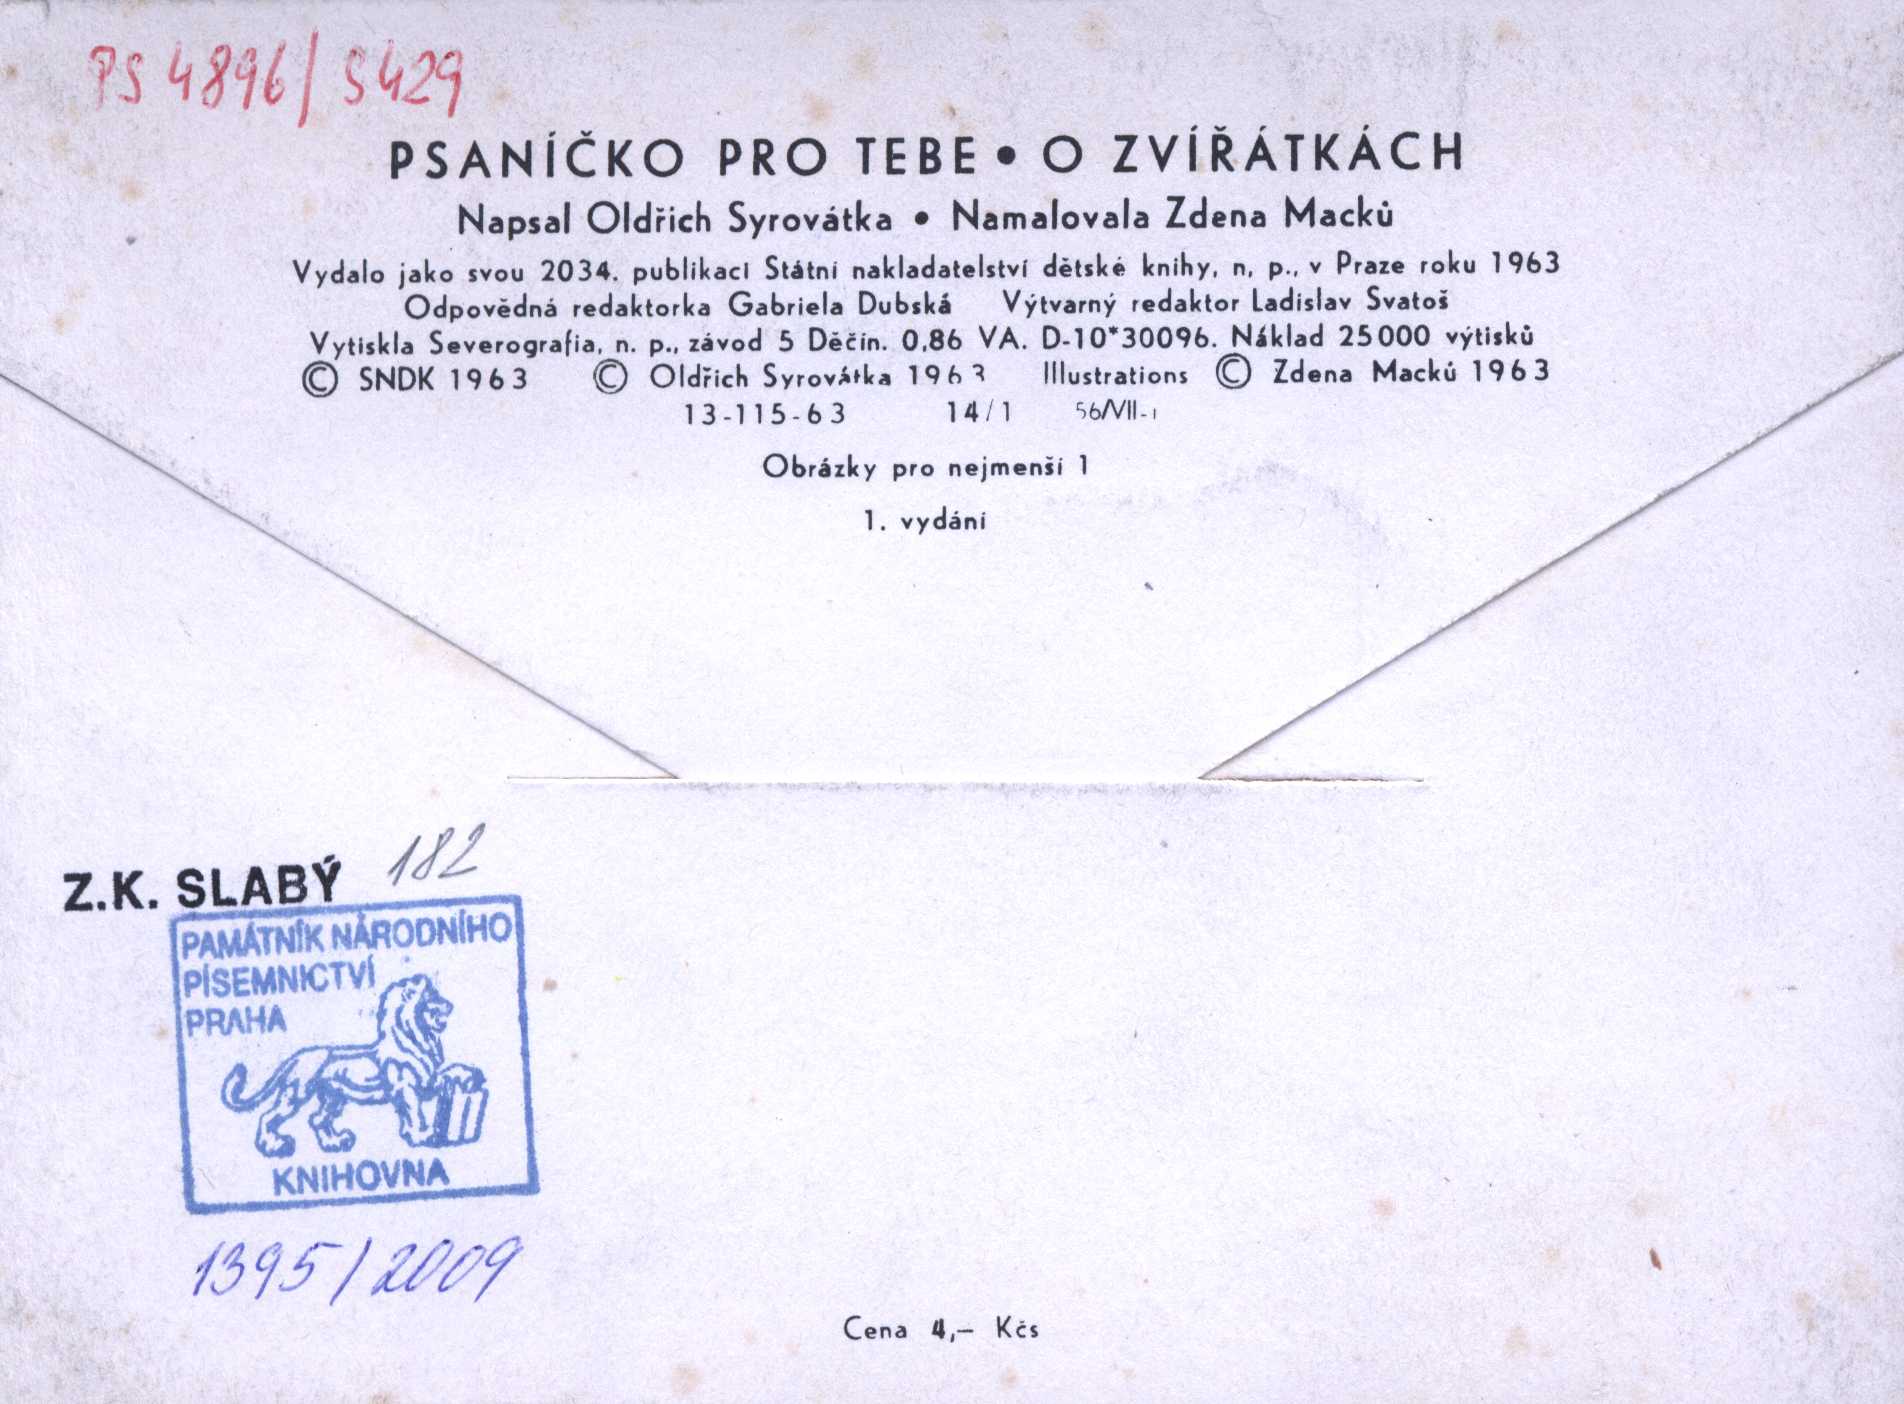 PS 4896/S429
PSANÍČKO PRO TEBE • O ZVÍŘÁTKÁCH
Napsal Oldřich Syrovátka • Namalovala Zdena Macků
Vydalo jako svou 2034. publikaci Státní nakladatelství dětské knihy, n. p., v Praze roku 1963
Odpovědná redaktorka Gabriela Dubská Výtvarný redaktor Ladislav Svatoš
Vytiskla Severografia, n. p., závod 5 Děčín. 0,86 VA. D-10*30096. Náklad 25 000 výtisků
© SNDK 1963 © Oldřich Syrovátka 1963 Illustrations © Zdena Macků 1963
13-115-63 14/1 56/VII-1
Obrázky pro nejmenší 1
1. vydání
Z.K. SLABÝ 182
PAMÁTNÍK NÁRODNÍHO
PÍSEMNICTVÍ
PRAHA
KNIHOVNA
1395/2009
Cena 4,– Kčs